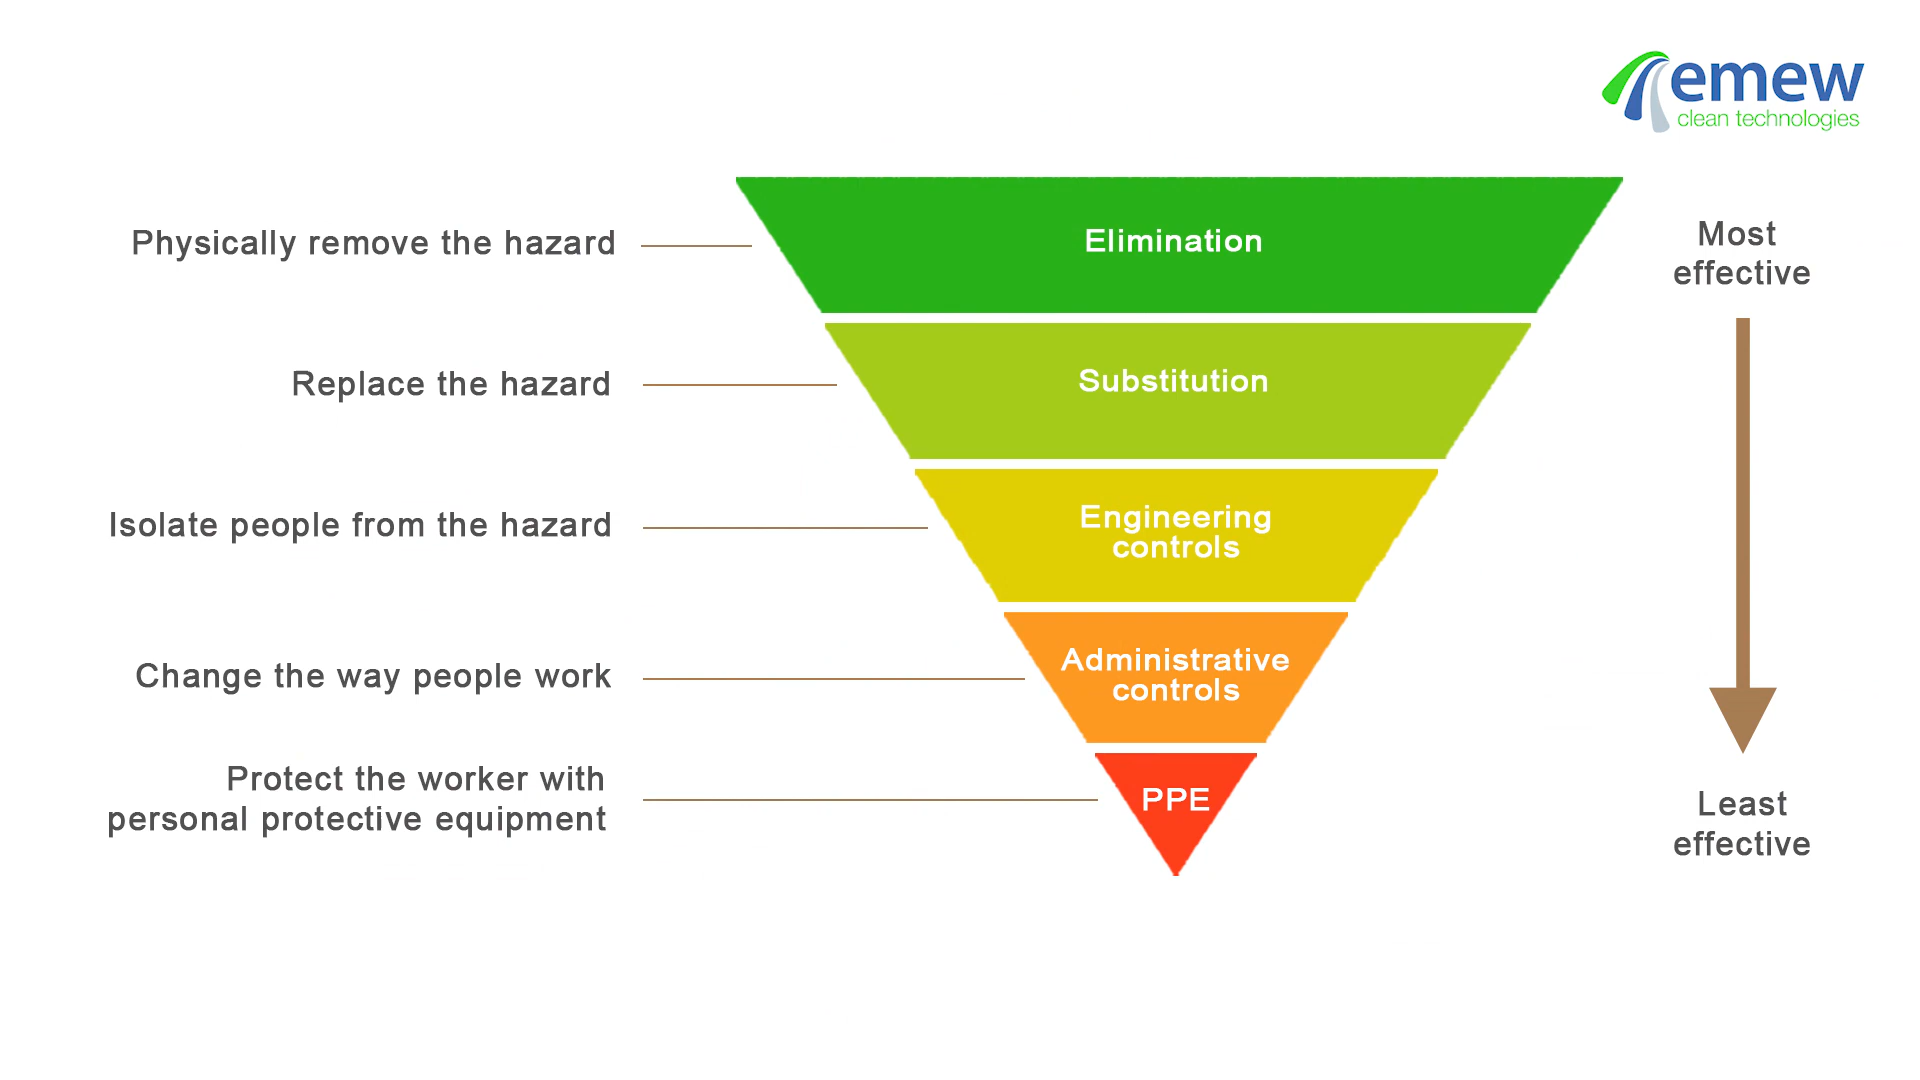 emew
clean technologies
Physically remove the hazard
Elimination
Most
effective
Replace the hazard
Substitution
Isolate people from the hazard
Engineering
controls
Change the way people work
Administrative
controls
Protect the worker with
personal protective equipment
PPE
Least
effective